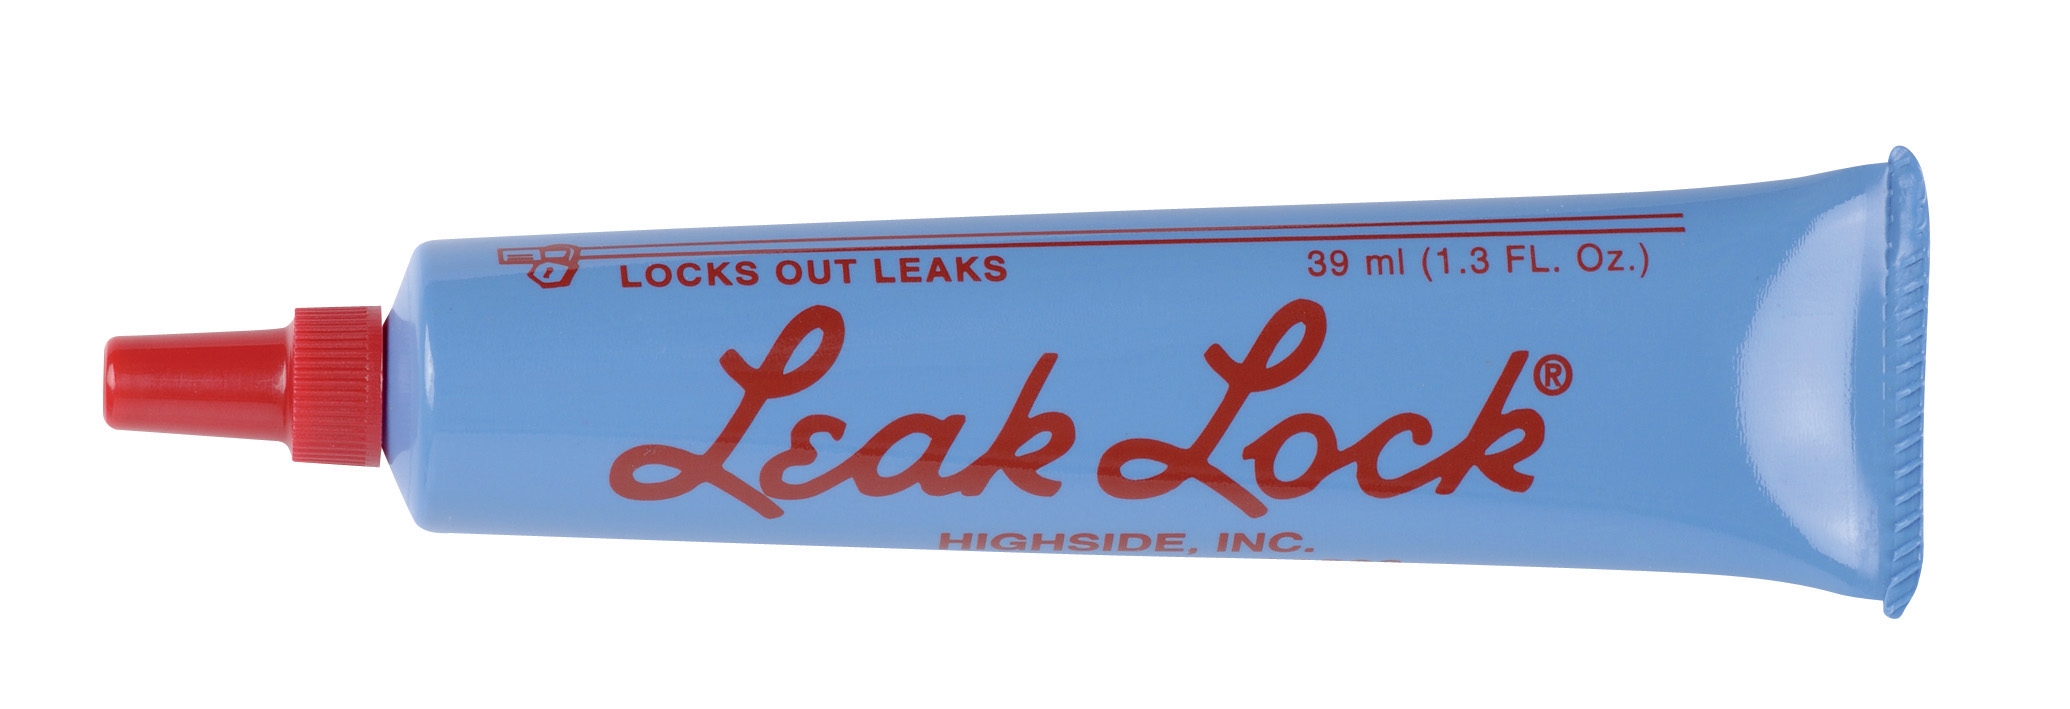 LOCKS OUT LEAKS
39 ml (1.3 FL. Oz.)
Leak Lock®
HIGHSIDE, INC.